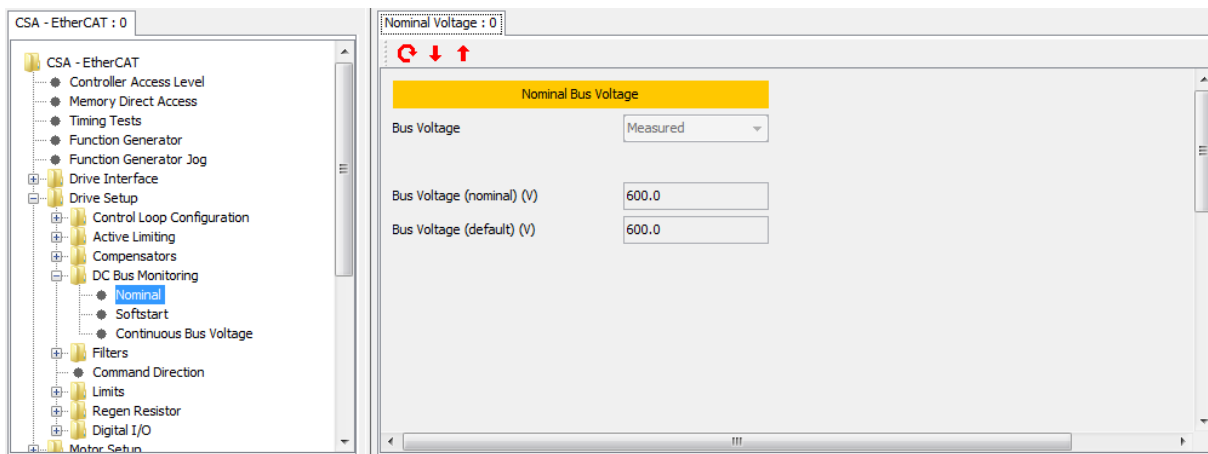 CSA - EtherCAT : 0
CSA - EtherCAT
Controller Access Level
Memory Direct Access
Timing Tests
Function Generator
Function Generator Jog
Drive Interface
Drive Setup
Control Loop Configuration
Active Limiting
Compensators
DC Bus Monitoring
Nominal
Softstart
Continuous Bus Voltage
Filters
Command Direction
Limits
Regen Resistor
Digital I/O
Motor Setup
Nominal Voltage : 0
Nominal Bus Voltage
Bus Voltage Measured
Bus Voltage (nominal) (V) 600.0
Bus Voltage (default) (V) 600.0